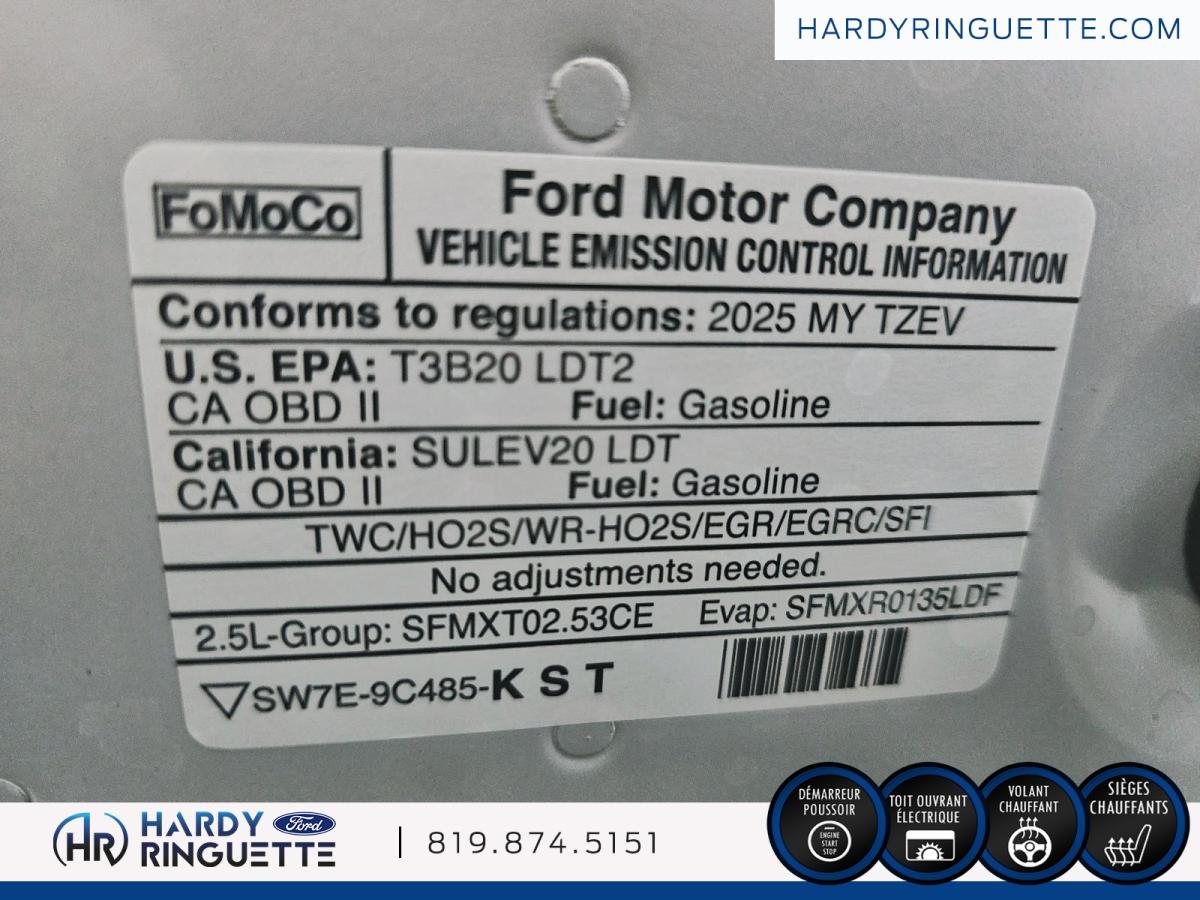 HARDYRINGUETTE.COM
FoMoCo
Ford Motor Company
VEHICLE EMISSION CONTROL INFORMATION
Conforms to regulations: 2025 MY TZEV
U.S. EPA: T3B20 LDT2
CA OBD II Fuel: Gasoline
California: SULEV20 LDT
CA OBD II Fuel: Gasoline
TWC/HO2S/WR-HO2S/EGR/EGRC/SFI
No adjustments needed.
2.5L-Group: SFMXT02.53CE Evap: SFMXR0135LDF
SW7E-9C485-K S T
HR HARDY RINGUETTE Ford | 819.874.5151
DÉMARREUR POUSSOIR
ENGINE START STOP
TOIT OUVRANT ÉLECTRIQUE
VOLANT CHAUFFANT
SIÈGES CHAUFFANTS